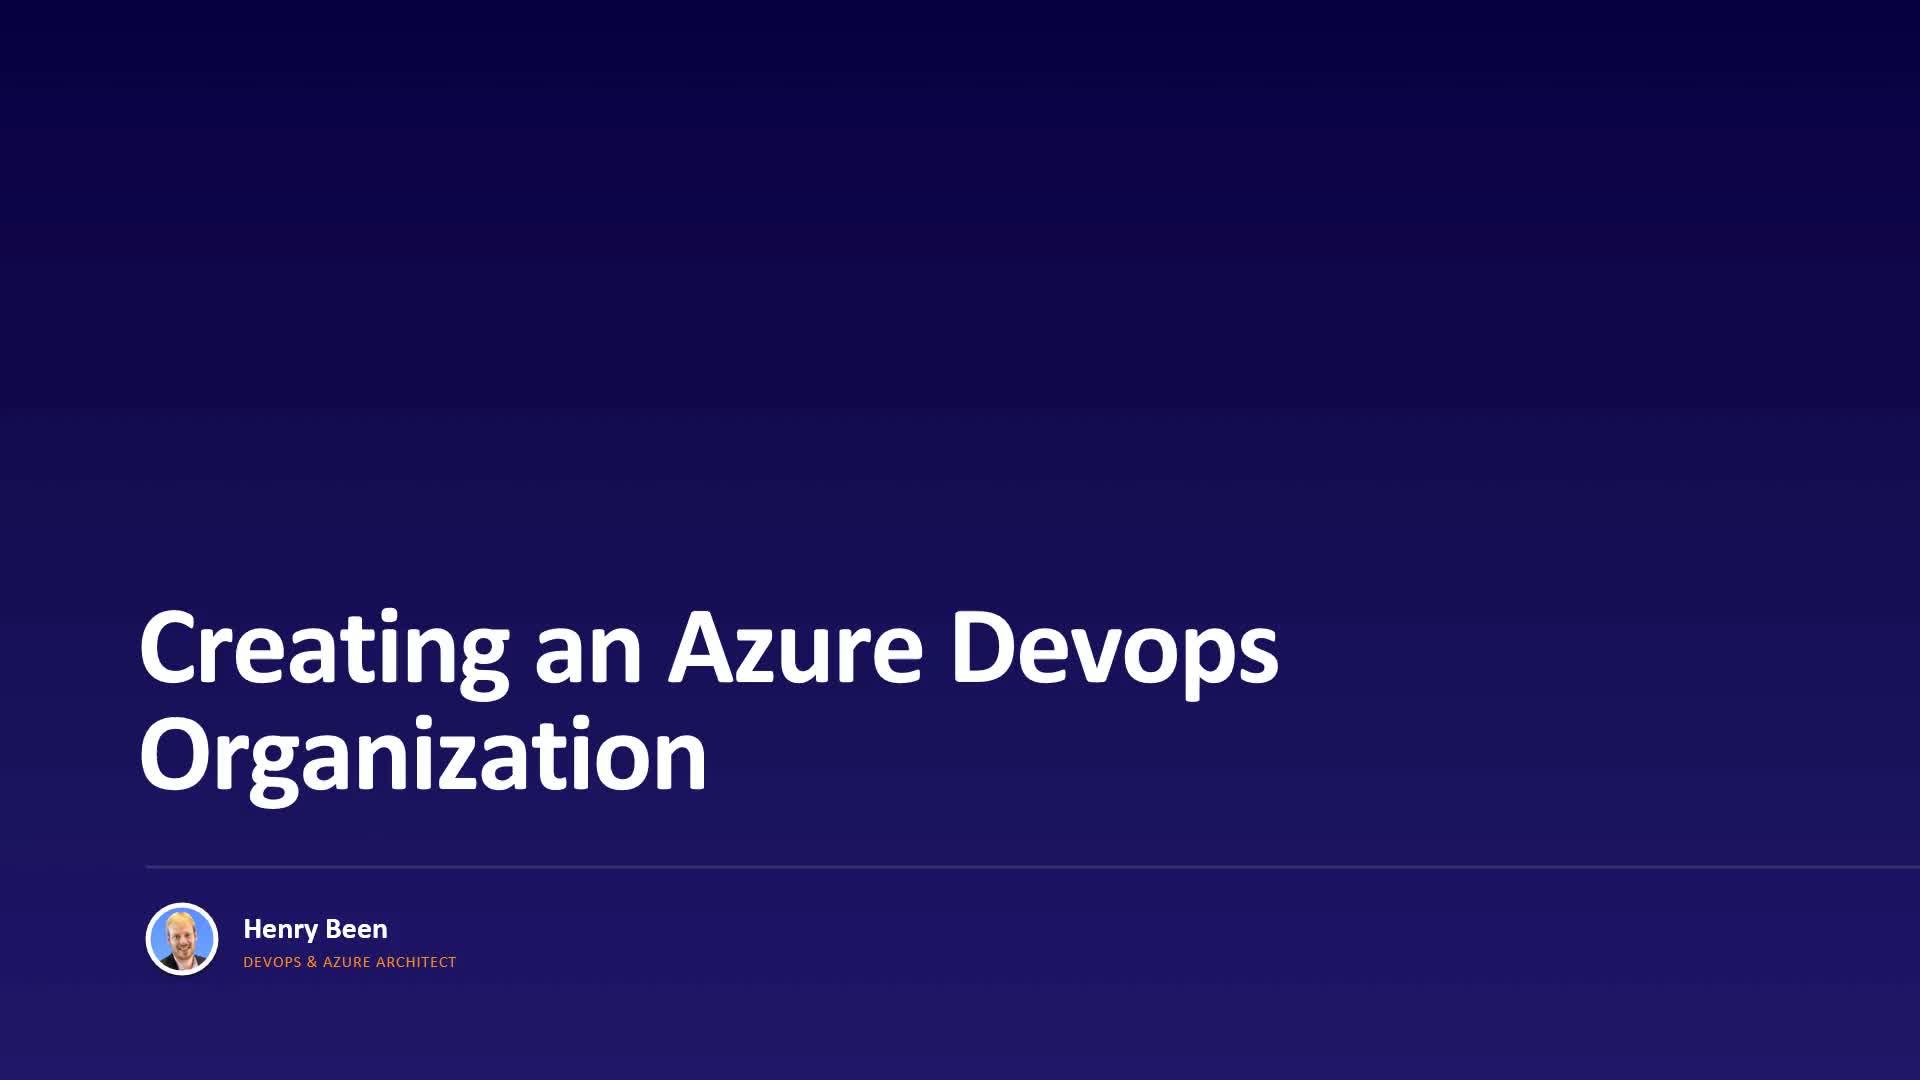 Creating an Azure Devops
Organization
Henry Been
DEVOPS & AZURE ARCHITECT